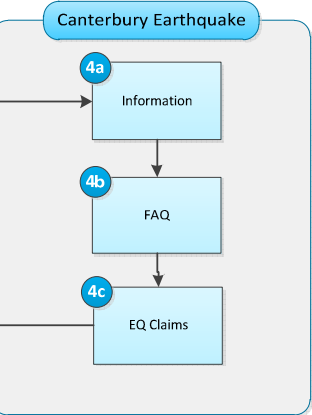 Canterbury Earthquake
4a
Information
4b
FAQ
4c
EQ Claims